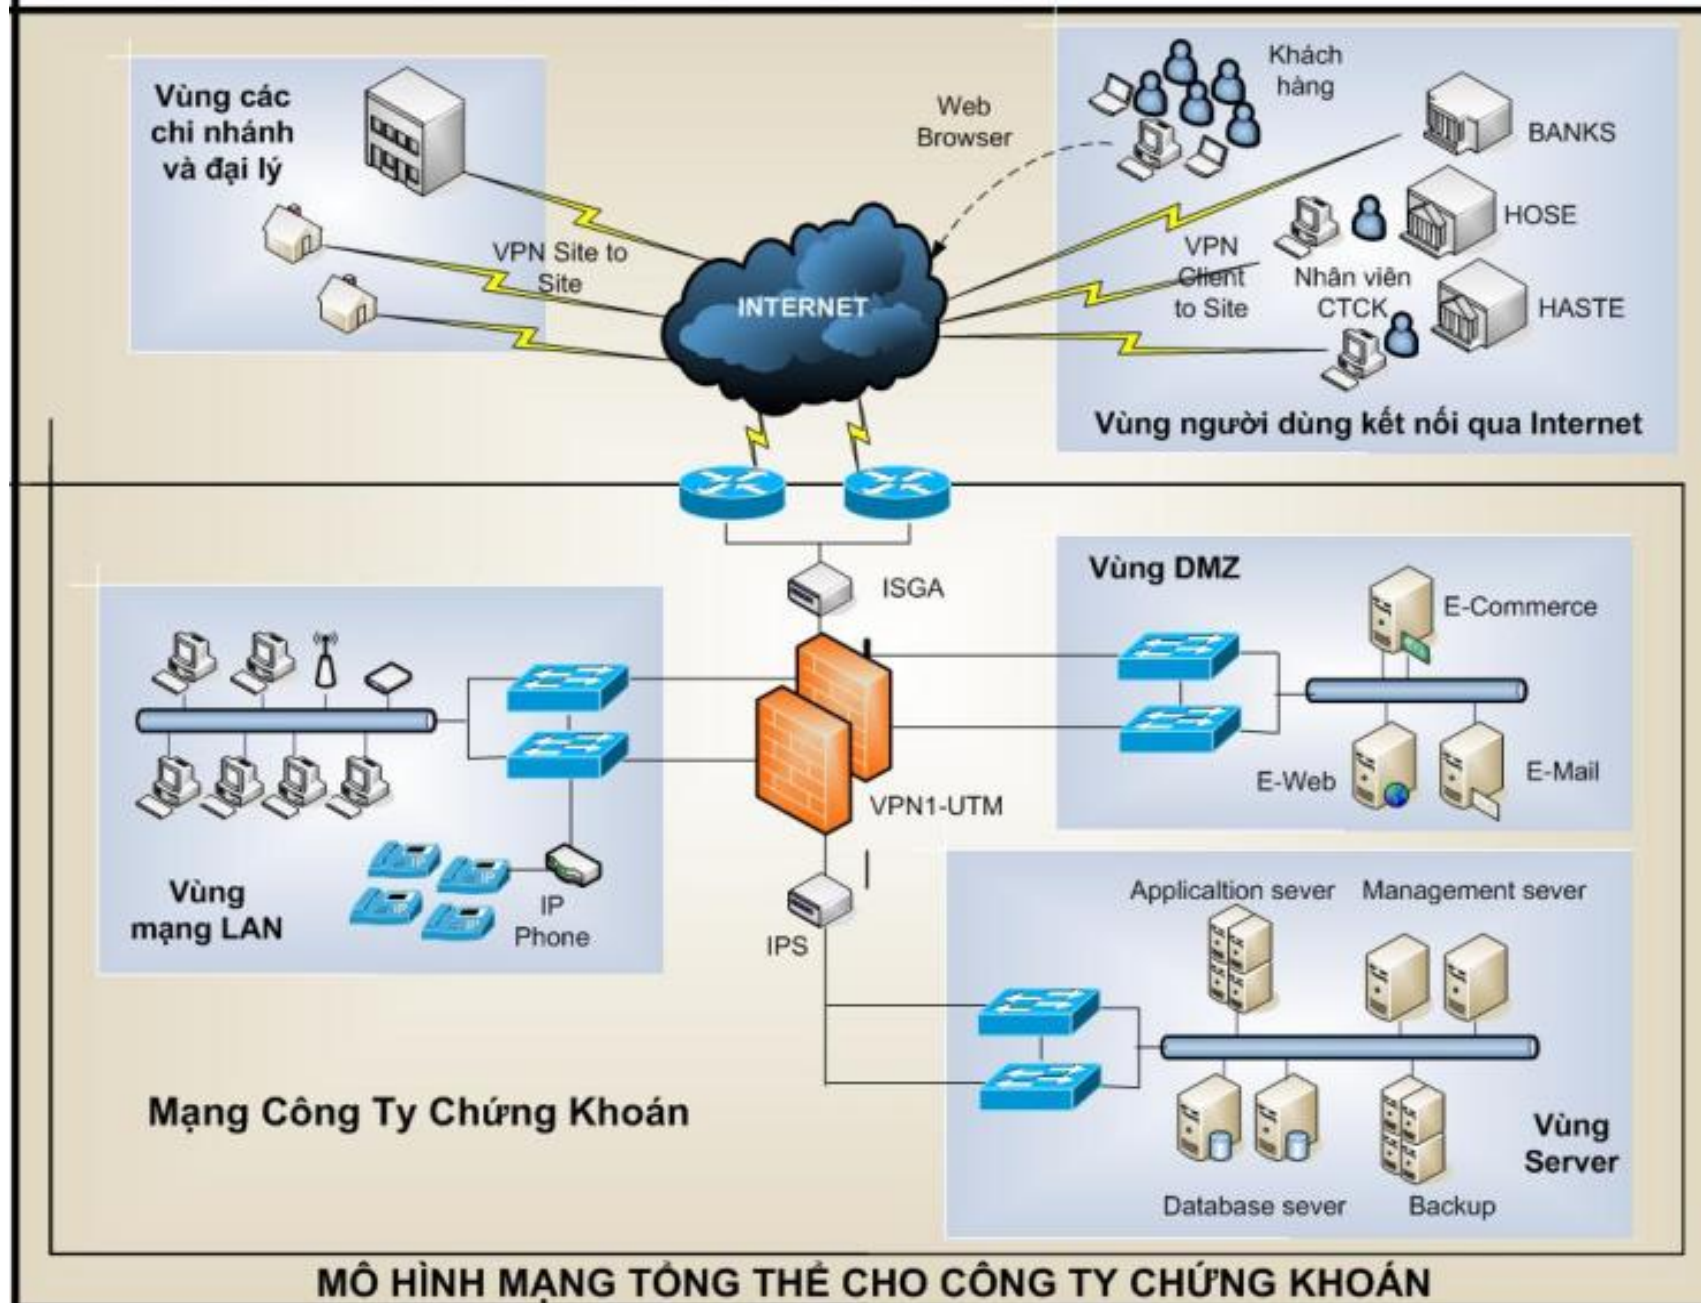 Vùng các
chi nhánh
và đại lý
VPN Site to
Site
INTERNET
Web
Browser
Khách
hàng
BANKS
HOSE
VPN
Client
to Site
Nhân viên
CTCK
HASTE
Vùng người dùng kết nối qua Internet
ISGA
Vùng DMZ
E-Commerce
E-Web
E-Mail
VPN1-UTM
IP
Phone
Vùng
mạng LAN
IPS
Applicaltion sever
Management sever
Database sever
Backup
Vùng
Server
Mạng Công Ty Chứng Khoán
MÔ HÌNH MẠNG TỔNG THỂ CHO CÔNG TY CHỨNG KHOÁN